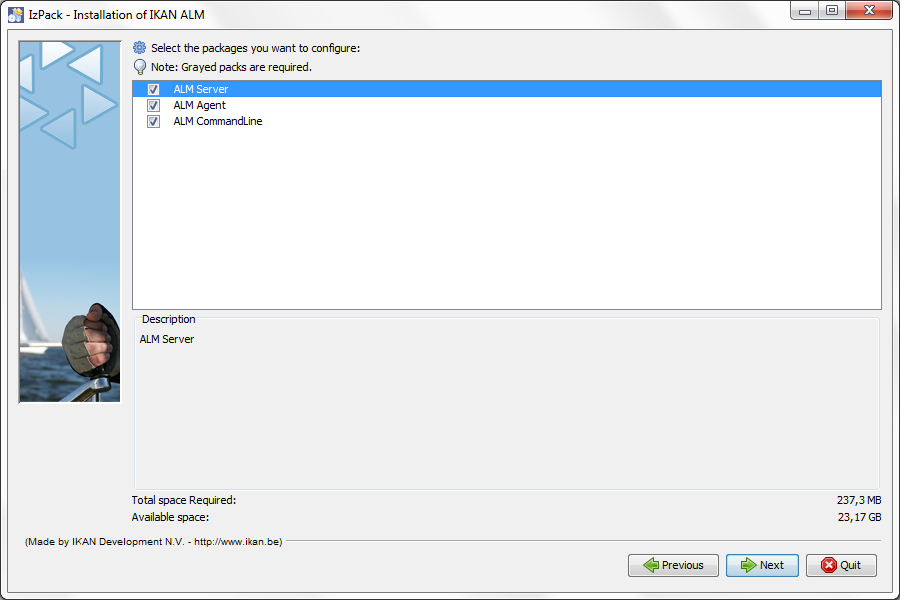 IzPack - Installation of IKAN ALM
Select the packages you want to configure:
Note: Grayed packs are required.
ALM Server
ALM Agent
ALM CommandLine
Description
ALM Server
Total space Required: 237,3 MB
Available space: 23,17 GB
(Made by IKAN Development N.V. - http://www.ikan.be)
Previous Next Quit